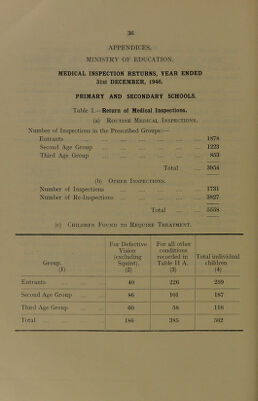 36
APPENDICES.
MINISTRY OF EDUCATION.
MEDICAL INSPECTION RETURNS, YEAR ENDED
31st DECEMBER, 1946.
PRIMARY AND SECONDARY SCHOOLS.
Table I.—Return of Medical Inspections.
(a) Routine Medical Inspections.
Number of Inspections in the Prescribed Groups:—
Entrants ... 1878
Second Age Group ... 1223
Third Age Group ... 853
Total ... 3954
(b) Other Inspections.
Number of Inspections ... 1731
Number of Re-Inspections ... 3827
Total ... 5558
(c) Children Found to Require Treatment.
Group. (1) For Defective Vision (excluding Squint). (2) For all other conditions recorded in Table II A. (3) Total individual children (4)
Entrants ... 40 226 259
Second Age Group ... 86 101 187
Third Age Group ... 60 58 116
Total ... 186 385 562